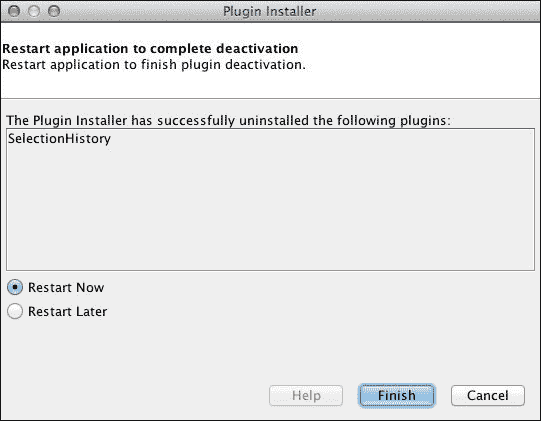 Plugin Installer
Restart application to complete deactivation
Restart application to finish plugin deactivation.
The Plugin Installer has successfully uninstalled the following plugins:
SelectionHistory
Restart Now
Restart Later
Help Finish Cancel